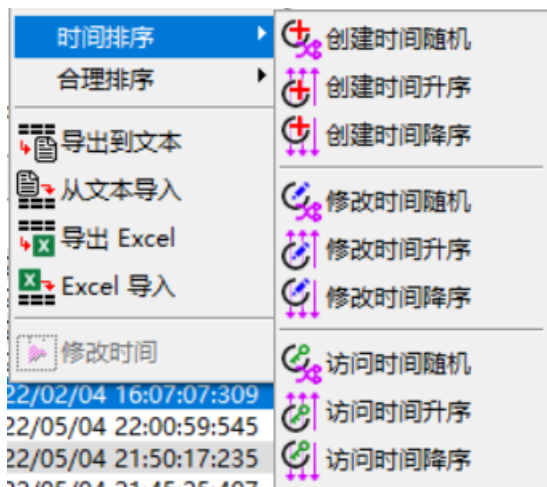 时间排序
合理排序
导出到文本
从文本导入
导出 Excel
Excel 导入
修改时间
22/02/04 16:07:07:309
22/05/04 22:00:59:545
22/05/04 21:50:17:235
创建时间随机
创建时间升序
创建时间降序
修改时间随机
修改时间升序
修改时间降序
访问时间随机
访问时间升序
访问时间降序